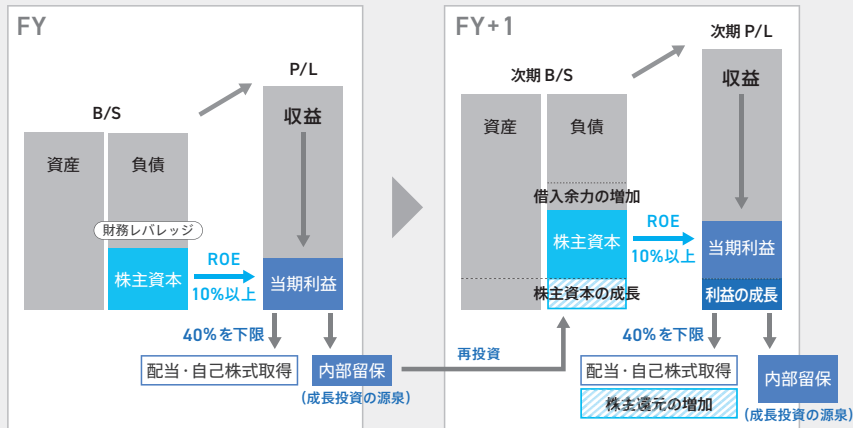 FY
P/L
B/S
収益
資産
負債
財務レバレッジ
株主資本
ROE
10%以上
当期利益
40%を下限
配当・自己株式取得
内部留保
(成長投資の源泉)
再投資
FY+1
次期 P/L
次期 B/S
収益
資産
負債
借入余力の増加
株主資本
ROE
10%以上
当期利益
株主資本の成長
利益の成長
40%を下限
配当・自己株式取得
内部留保
株主還元の増加
(成長投資の源泉)